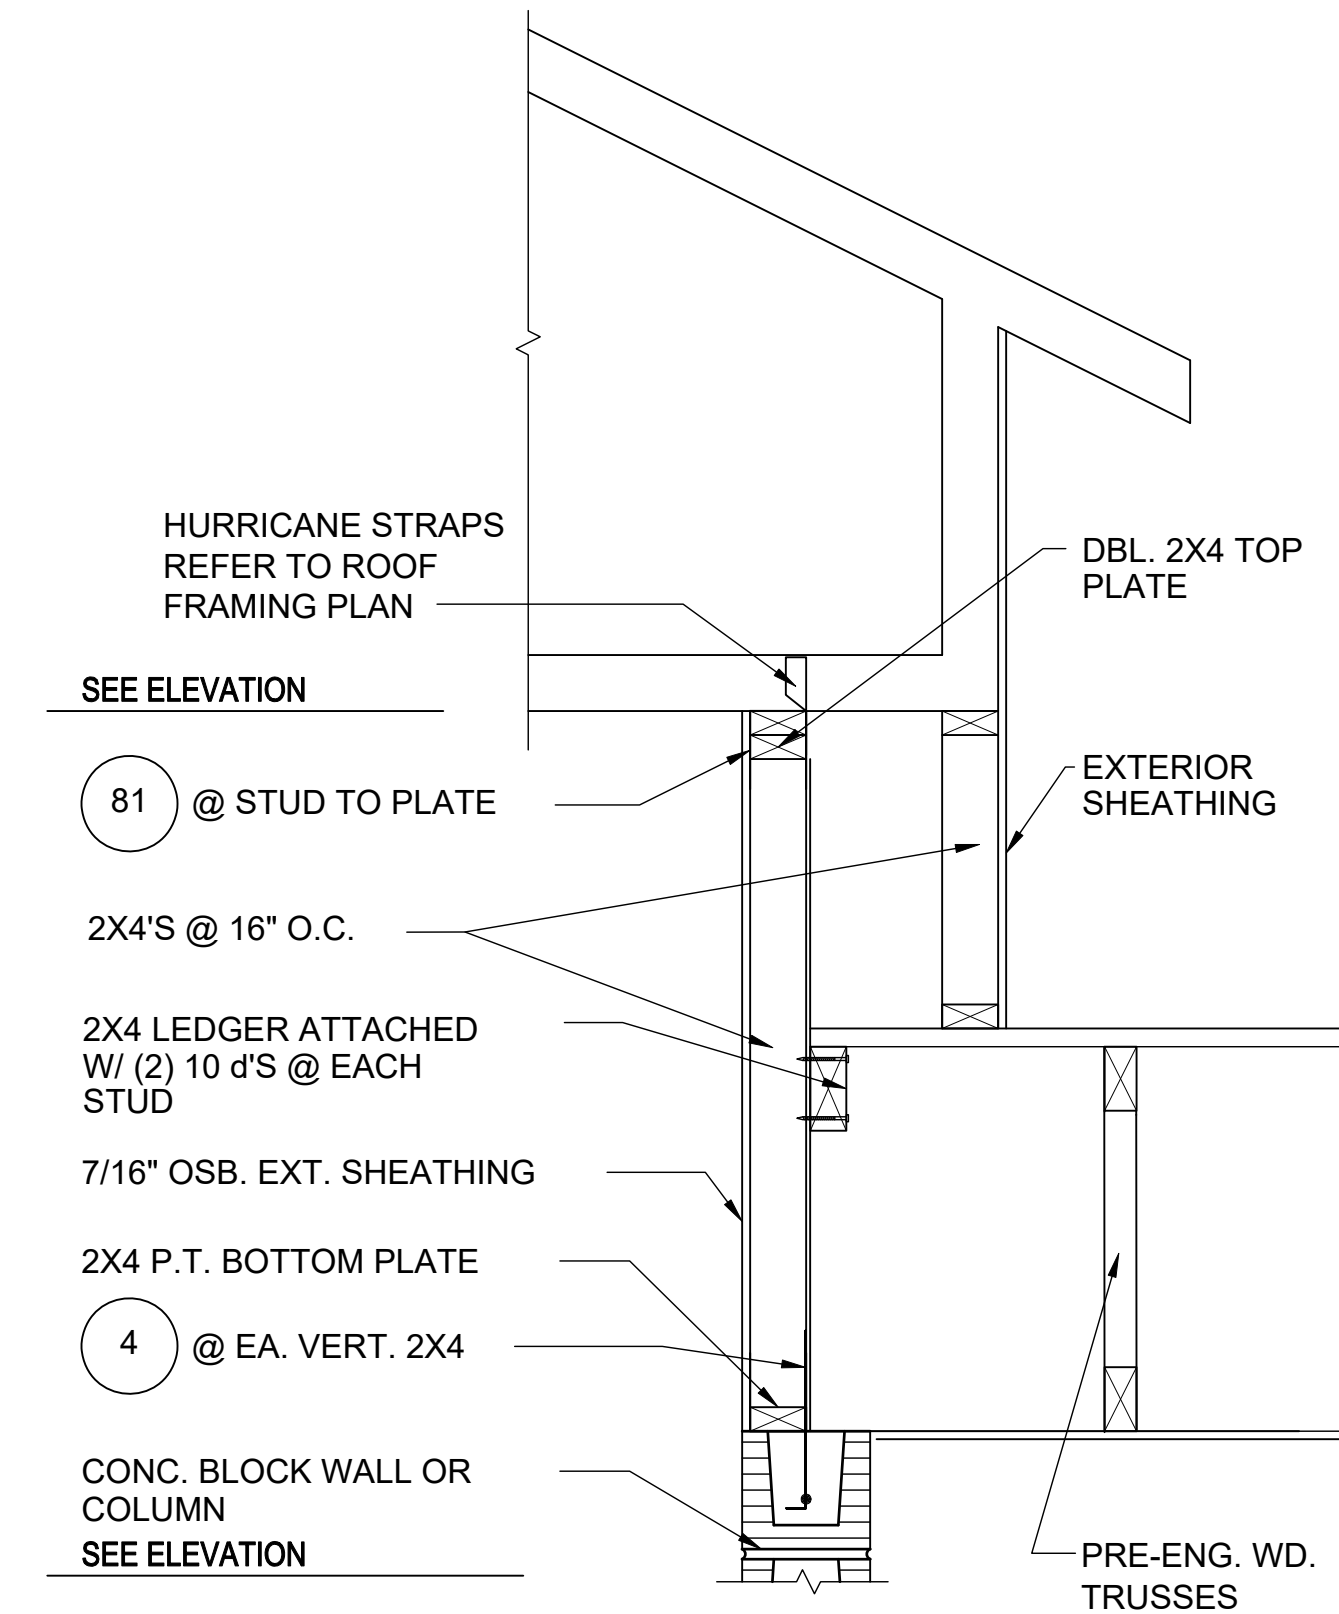 HURRICANE STRAPS
REFER TO ROOF
FRAMING PLAN
DBL. 2X4 TOP
PLATE
SEE ELEVATION
81 @ STUD TO PLATE
EXTERIOR
SHEATHING
2X4'S @ 16" O.C.
2X4 LEDGER ATTACHED
W/ (2) 10 d'S @ EACH
STUD
7/16" OSB. EXT. SHEATHING
2X4 P.T. BOTTOM PLATE
4 @ EA. VERT. 2X4
CONC. BLOCK WALL OR
COLUMN
SEE ELEVATION
PRE-ENG. WD.
TRUSSES